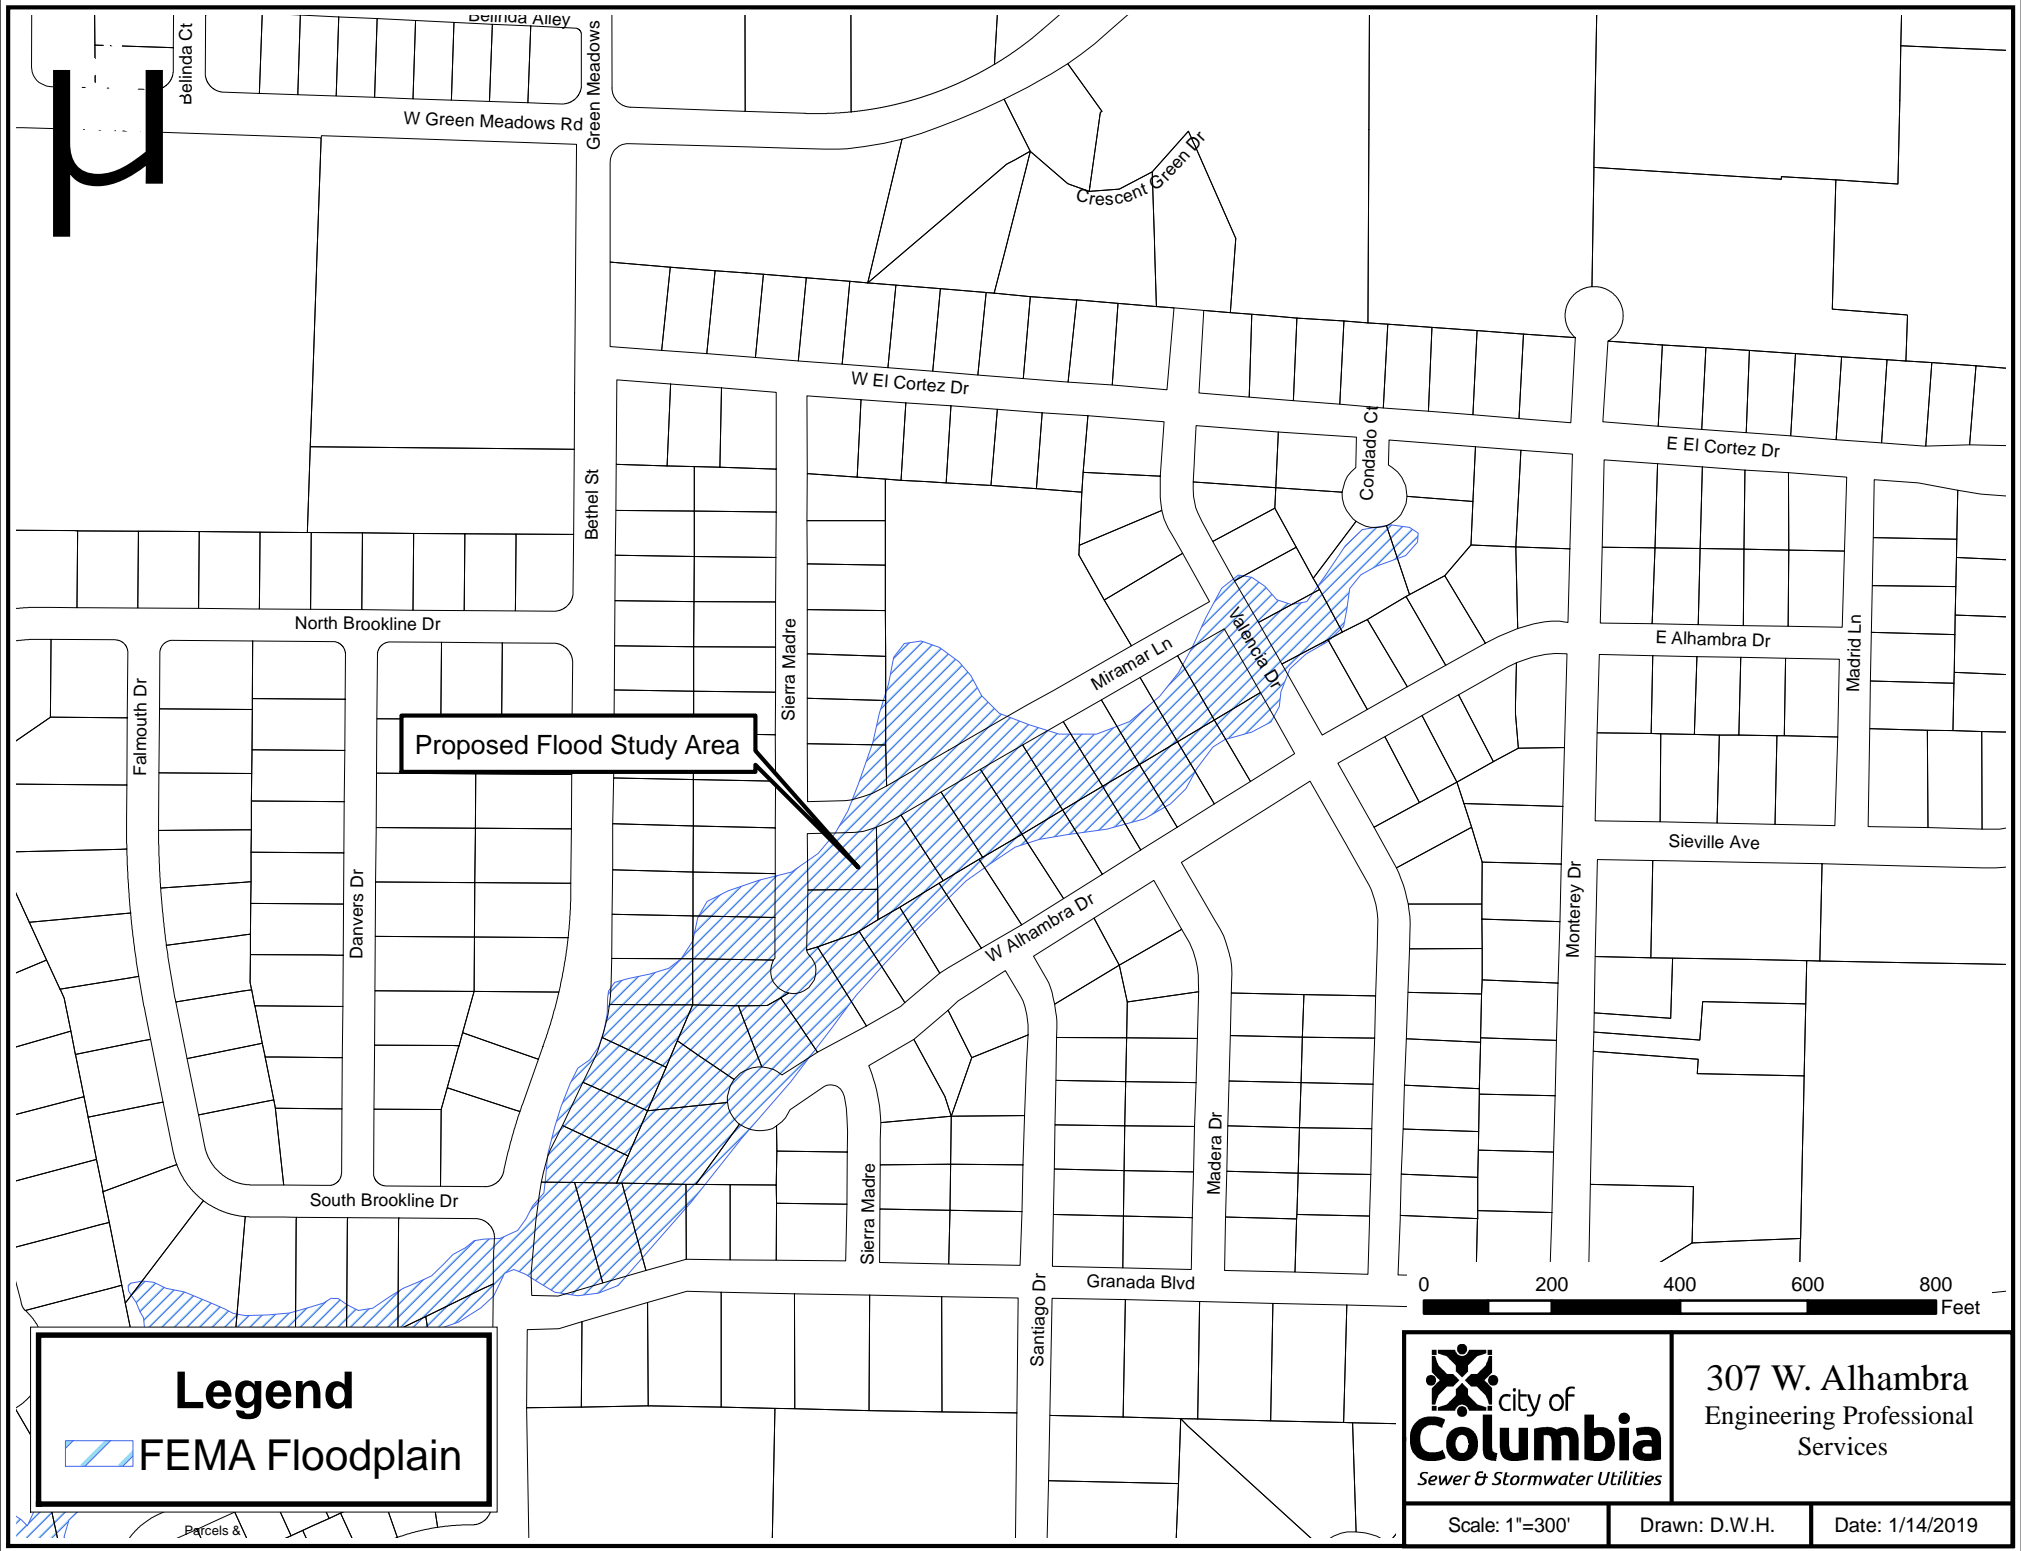 Belinda Alley
Belinda Ct
Green Meadows
W Green Meadows Rd
µ
Crescent Green Dr
W El Cortez Dr
Condado Ct
E El Cortez Dr
Bethel St
North Brookline Dr
Sierra Madre
Valencia Dr
Miramar Ln
E Alhambra Dr
Madrid Ln
Falmouth Dr
Proposed Flood Study Area
Sieville Ave
Danvers Dr
W Alhambra Dr
Monterey Dr
Madera Dr
South Brookline Dr
Sierra Madre
Granada Blvd
Santiago Dr
0 200 400 600 800
Feet
Legend
FEMA Floodplain
Parcels &
city of
Columbia
Sewer & Stormwater Utilities
307 W. Alhambra
Engineering Professional
Services
Scale: 1"=300'
Drawn: D.W.H.
Date: 1/14/2019